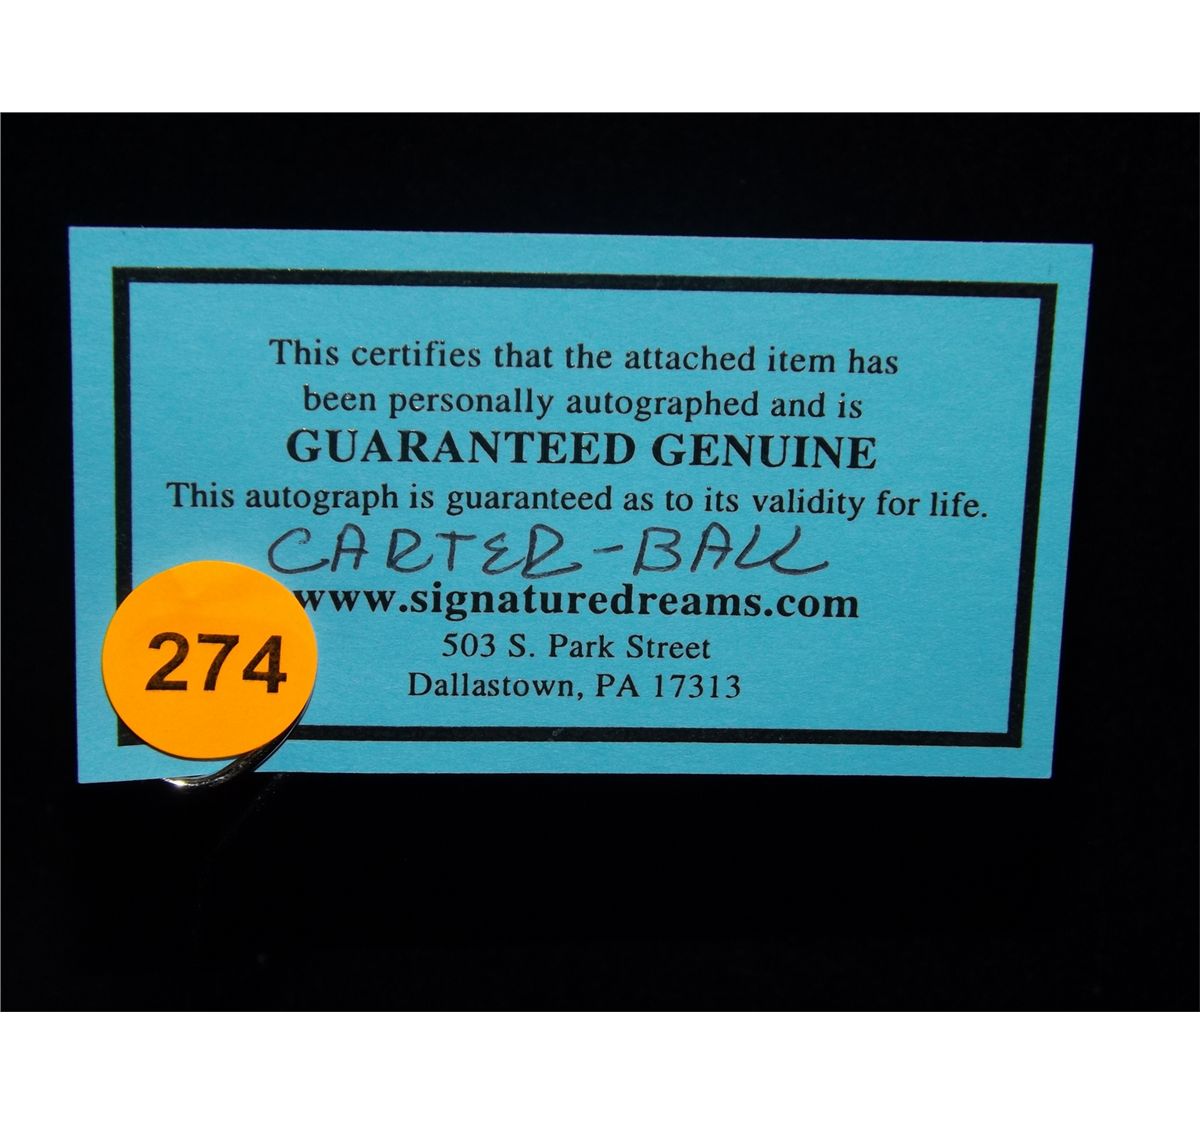 This certifies that the attached item has
been personally autographed and is
GUARANTEED GENUINE
This autograph is guaranteed as to its validity for life.
CARTER-BALL
www.signaturedreams.com
503 S. Park Street
Dallastown, PA 17313
274